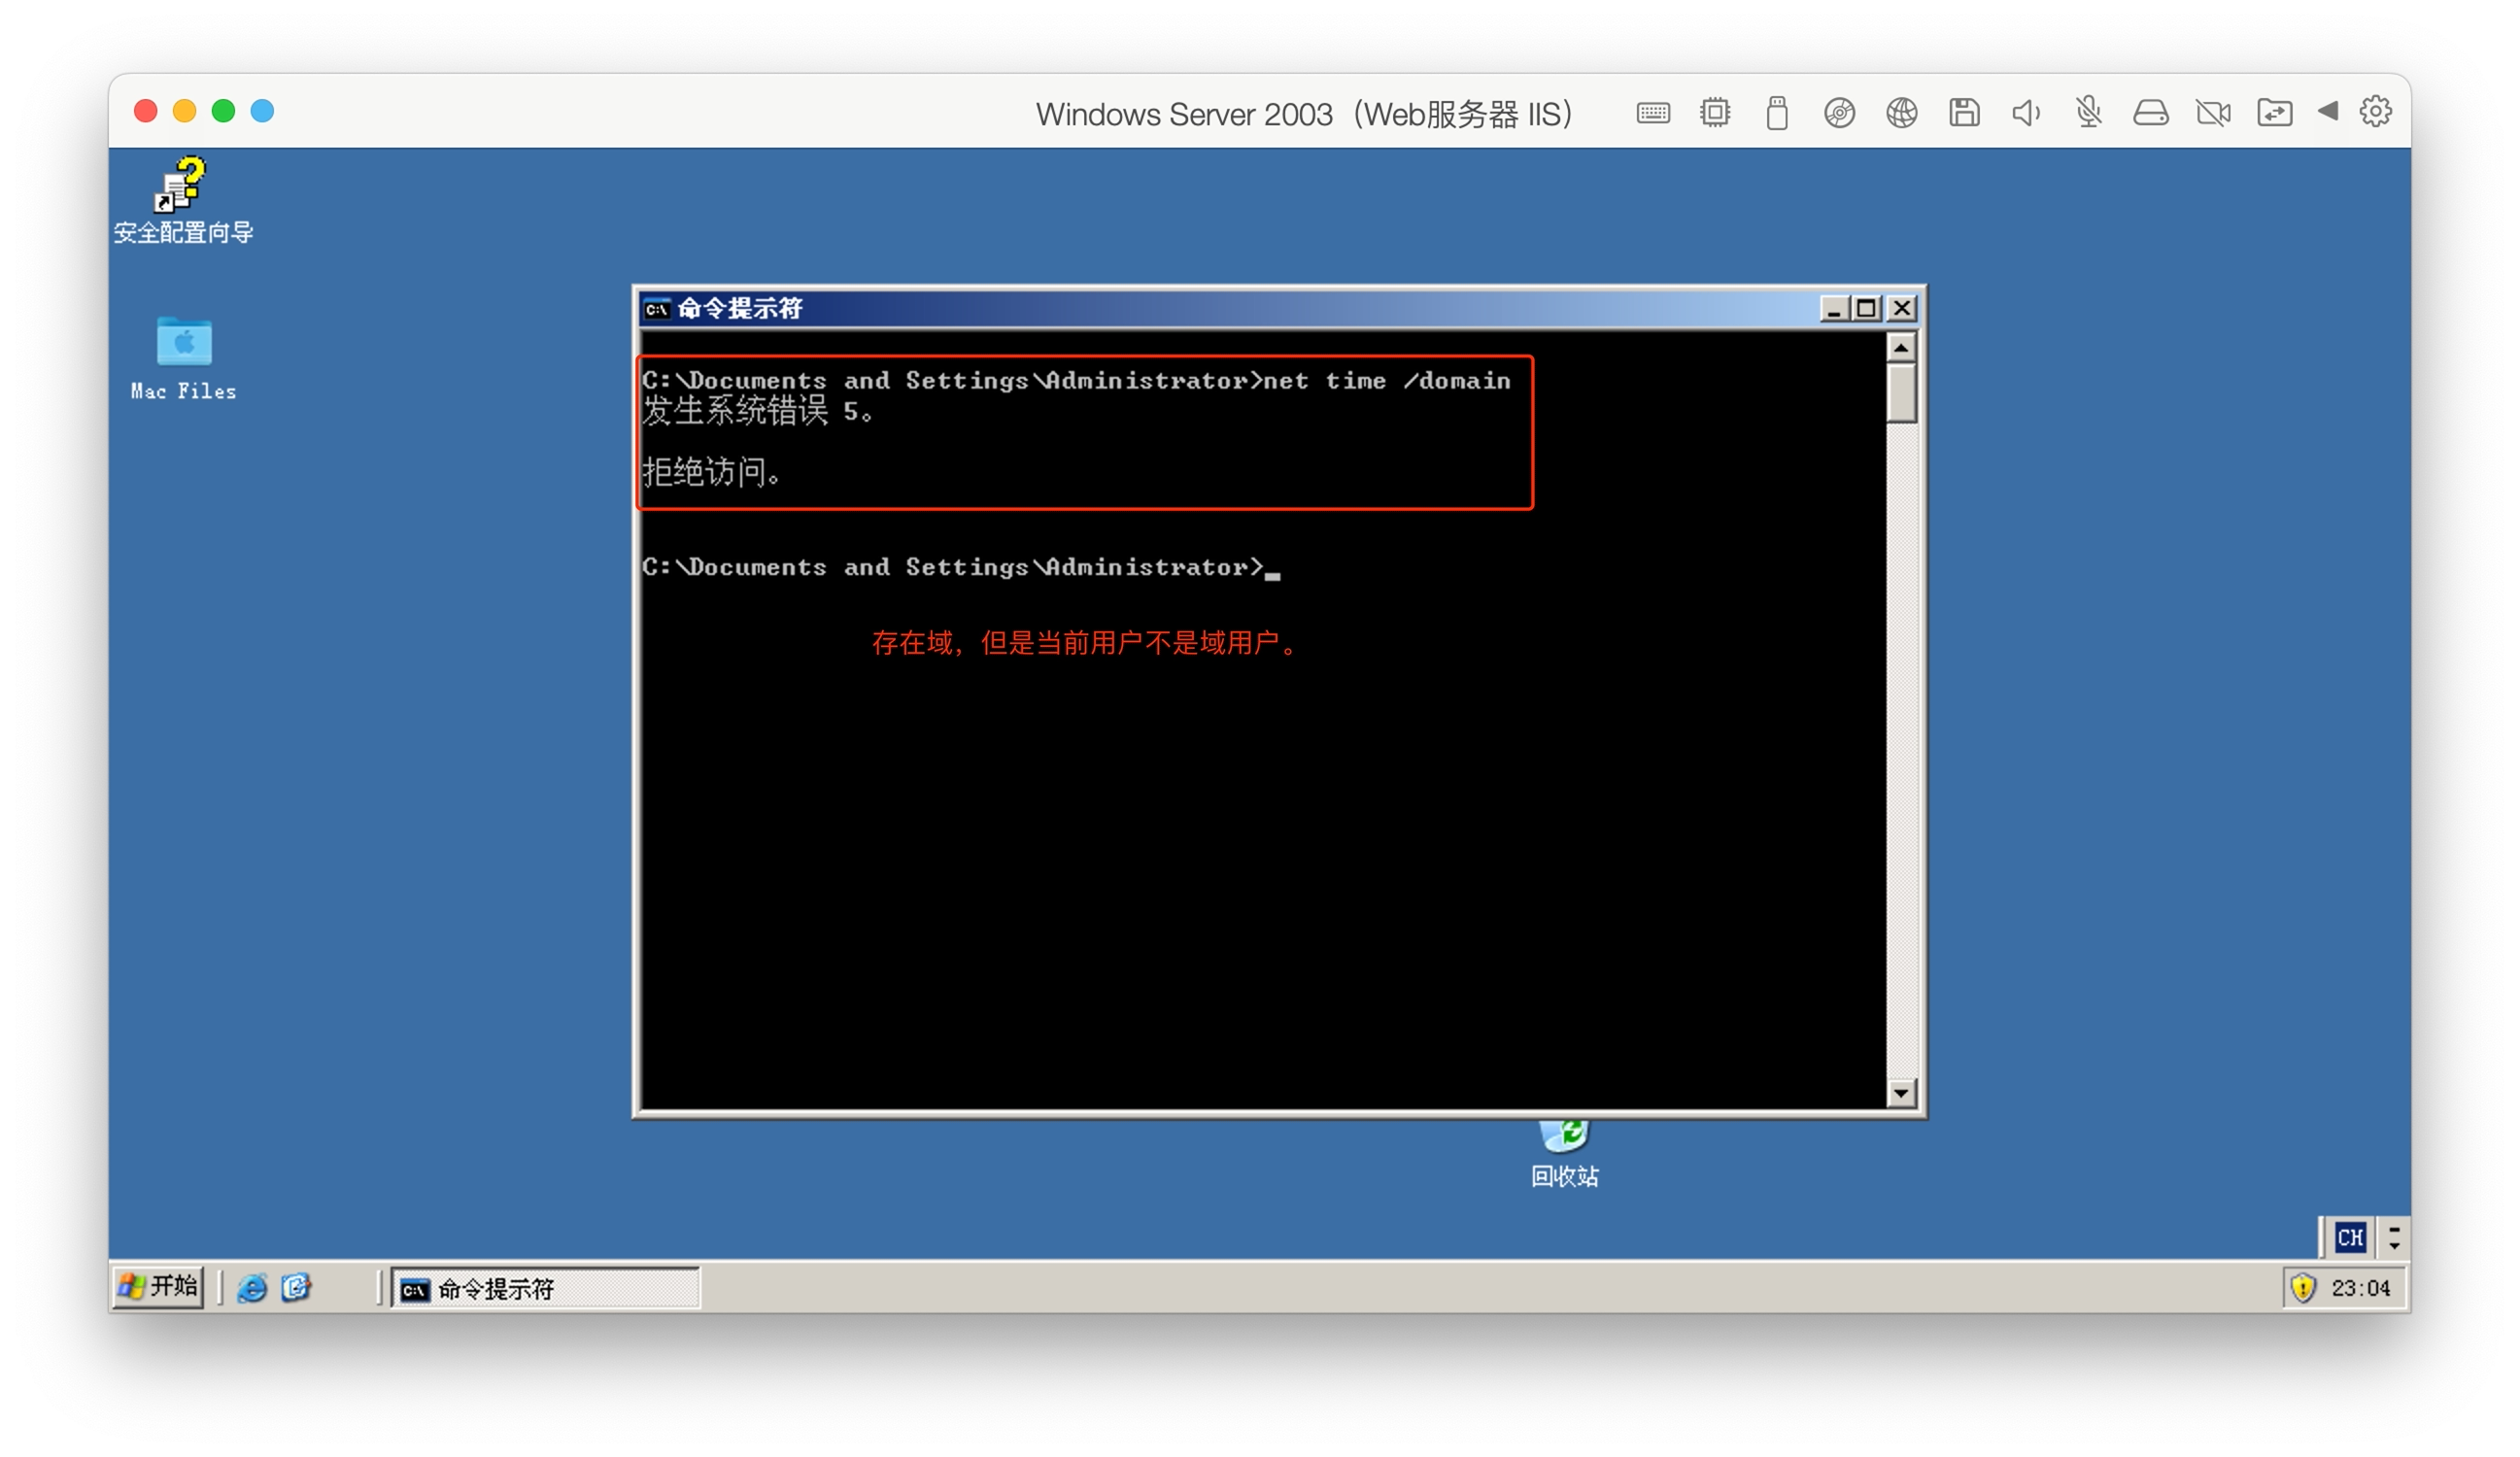 Windows Server 2003（Web服务器 IIS）
安全配置向导
Mac Files
命令提示符
C:\Documents and Settings\Administrator>net time /domain
发生系统错误 5。
拒绝访问。
C:\Documents and Settings\Administrator>
存在域，但是当前用户不是域用户。
回收站
CH
开始
命令提示符
23:04